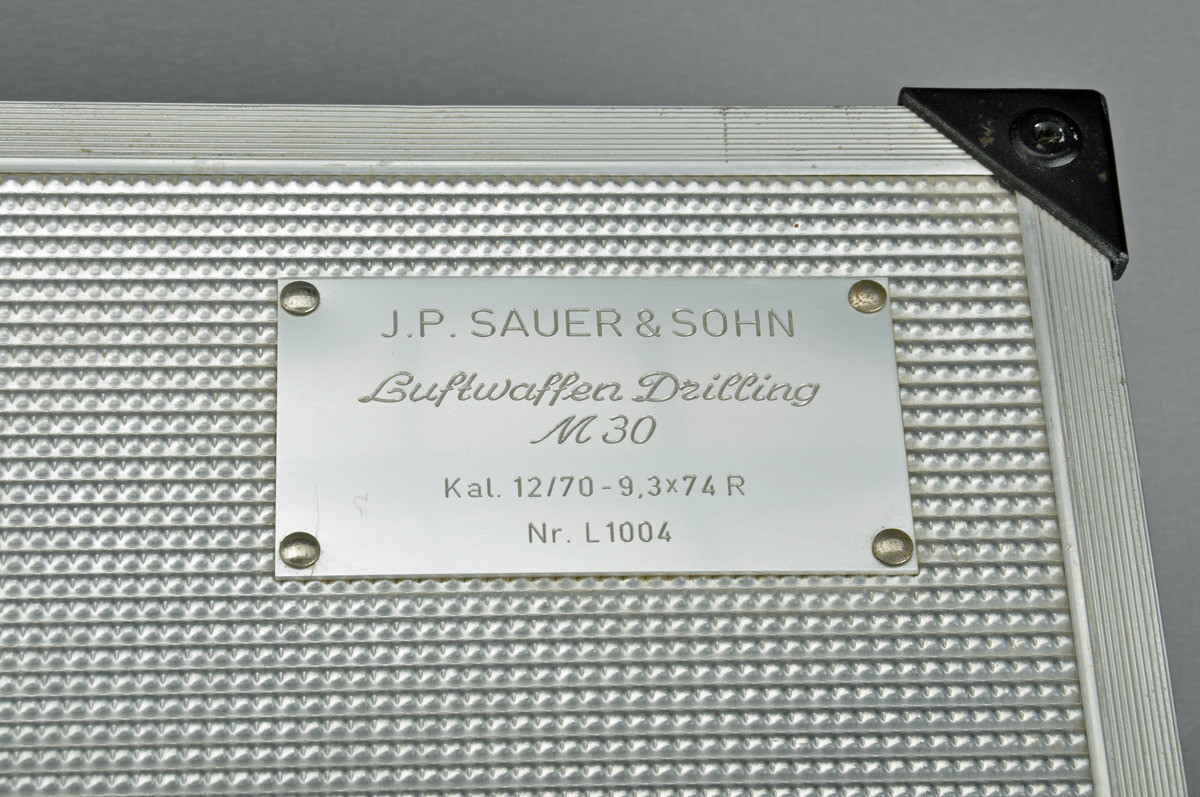 J.P. SAUER & SOHN
Luftwaffen Drilling
M 30
Kal. 12/70-9,3x74 R
Nr. L1004